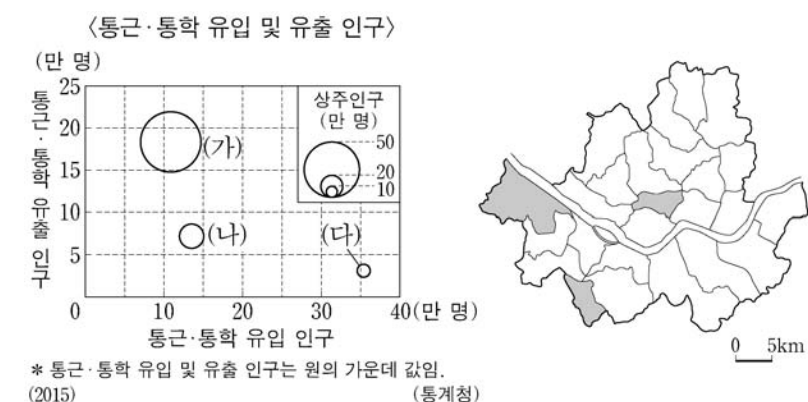 〈통근·통학 유입 및 유출 인구〉
(만 명)
통근·통학 유출 인구
25
20
15
10
5
0
10
20
30
40(만 명)
통근·통학 유입 인구
상주인구
(만 명)
50
20
10
(가)
(나)
(다)
* 통근·통학 유입 및 유출 인구는 원의 가운데 값임.
(2015) (통계청)
0 5km